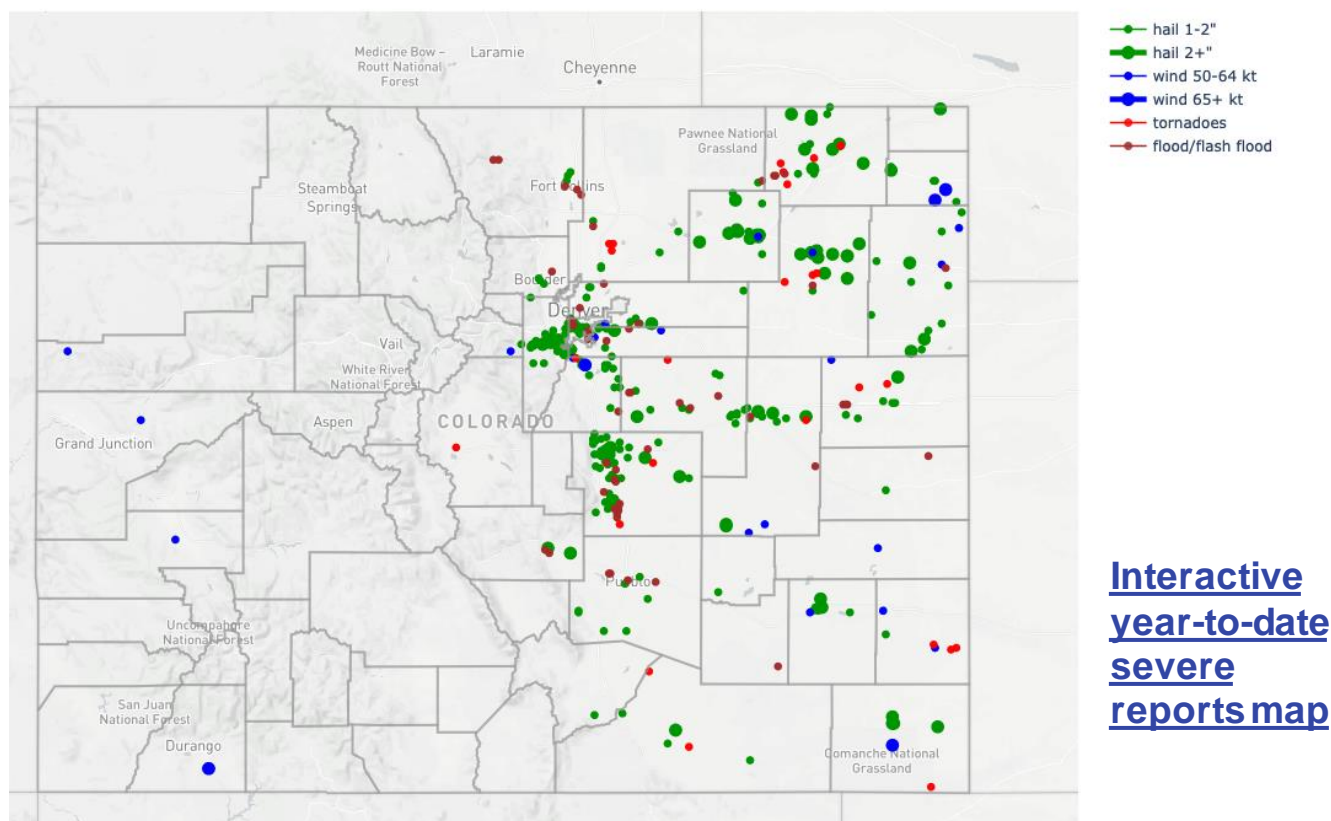 Medicine Bow –
Routt National
Forest
Laramie
Cheyenne
Pawnee National
Grassland
Steamboat
Springs
Boulder
Denver
Vail
White River
National Forest
Aspen
COLORADO
Grand Junction
Pueblo
Uncompahgre
National Forest
San Juan
National Forest
Durango
Comanche National
Grassland
hail 1-2"
hail 2+"
wind 50-64 kt
wind 65+ kt
tornadoes
flood/flash flood
Interactive
year-to-date
severe
reports map